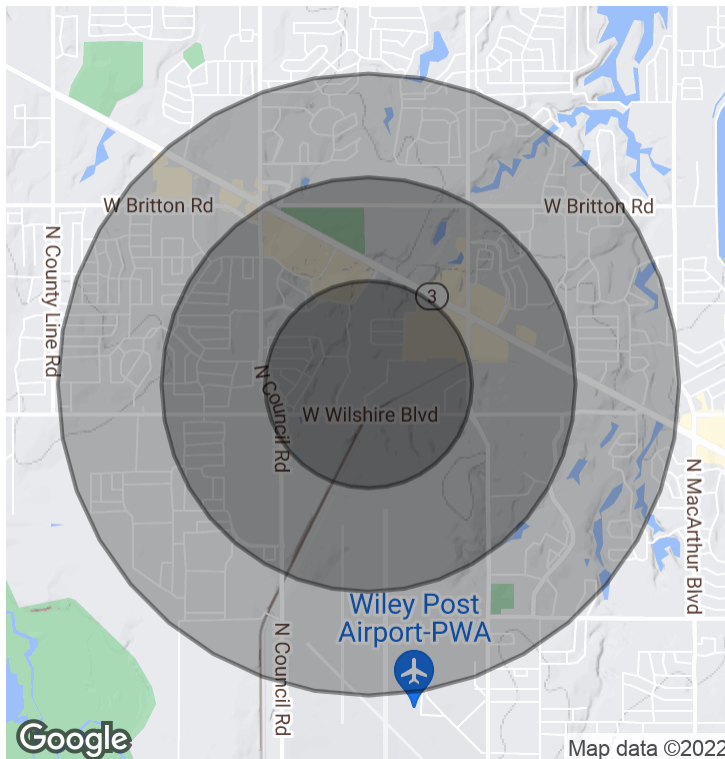 W Britton Rd
W Britton Rd
N County Line Rd
3
N Council Rd
W Wilshire Blvd
N MacArthur Blvd
Wiley Post
Airport-PWA
N Council Rd
Google
Map data ©2022